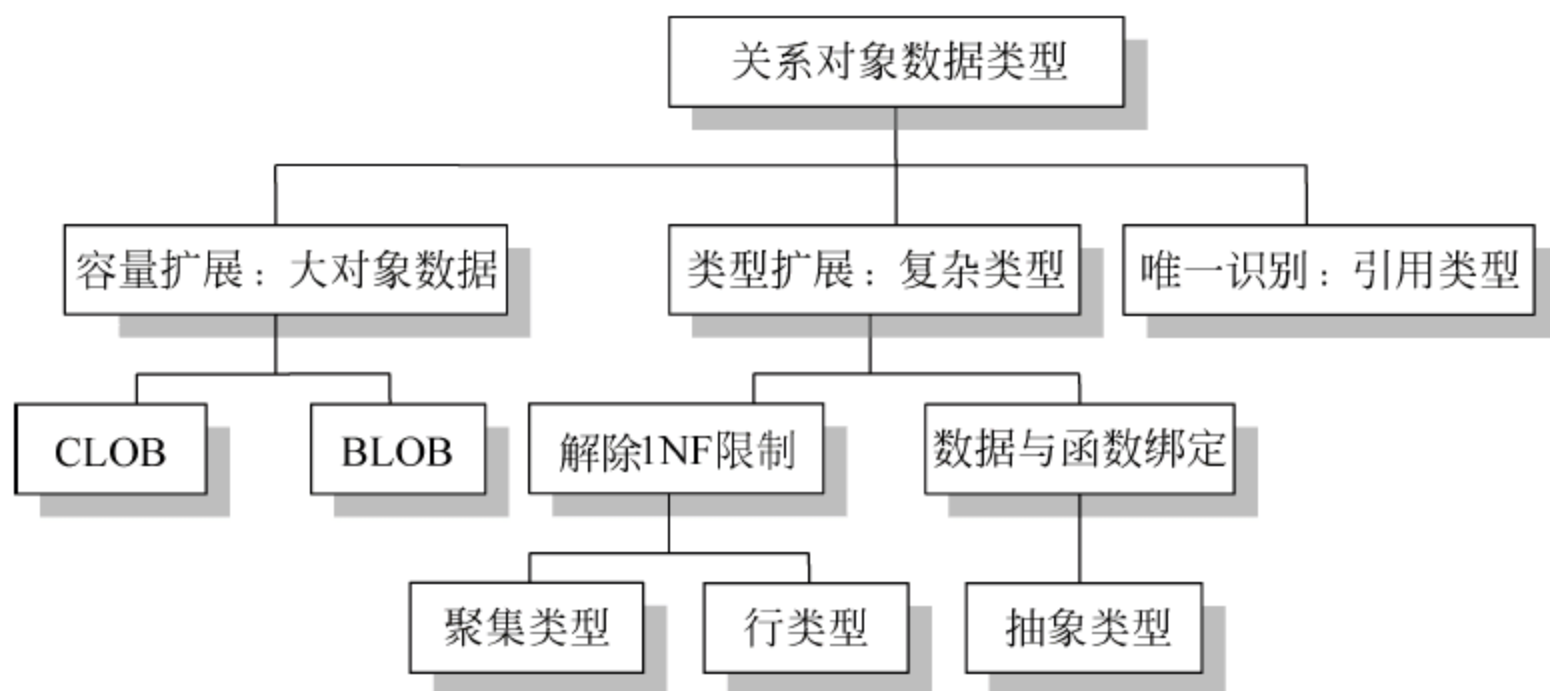 关系对象数据类型
容量扩展：大对象数据
类型扩展：复杂类型
唯一识别：引用类型
CLOB
BLOB
解除1NF限制
数据与函数绑定
聚集类型
行类型
抽象类型